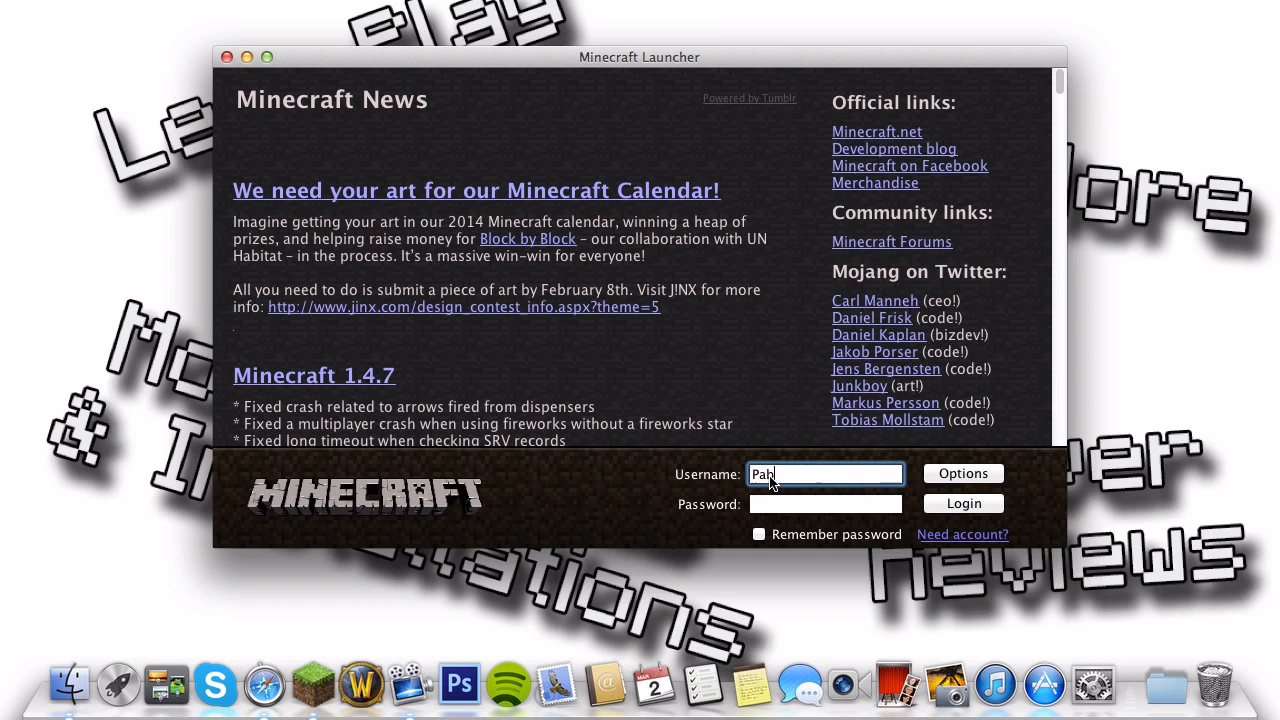 Play
Minecraft Launcher
Minecraft News
Powered by Tumblr
We need your art for our Minecraft Calendar!
Imagine getting your art in our 2014 Minecraft calendar, winning a heap of
prizes, and helping raise money for Block by Block – our collaboration with UN
Habitat – in the process. It's a massive win-win for everyone!
All you need to do is submit a piece of art by February 8th. Visit J!NX for more
info: http://www.jinx.com/design_contest_info.aspx?theme=5
.
Minecraft 1.4.7
* Fixed crash related to arrows fired from dispensers
* Fixed a multiplayer crash when using fireworks without a fireworks star
* Fixed long timeout when checking SRV records
Official links:
Minecraft.net
Development blog
Minecraft on Facebook
Merchandise
Community links:
Minecraft Forums
Mojang on Twitter:
Carl Manneh (ceo!)
Daniel Frisk (code!)
Daniel Kaplan (bizdev!)
Jakob Porser (code!)
Jens Bergensten (code!)
Junkboy (art!)
Markus Persson (code!)
Tobias Mollstam (code!)
MINECRAFT
Username: Pah
Options
Password:
Login
Remember password
Need account?
&
Reviews
S
W
Ps
MAR
2